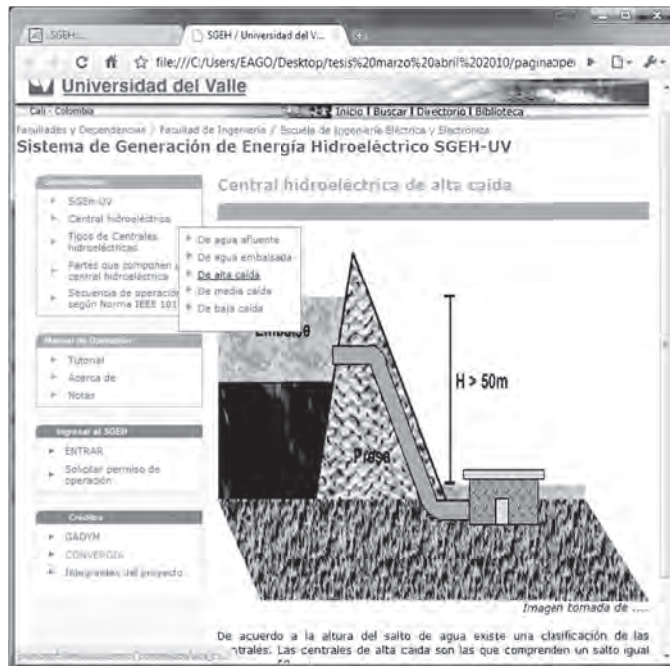 SGEH:...
SGEH / Universidad del V...
file:///C:/Users/EAGO/Desktop/tesis%20marzo%20abril%202010/pagina
Universidad del Valle
Cali - Colombia
Inicio | Buscar | Directorio | Biblioteca
Facultades y Dependencias / Facultad de Ingeniería / Escuela de Ingeniería Eléctrica y Electrónica
Sistema de Generación de Energía Hidroeléctrico SGEH-UV
SGEH-UV
Central hidroeléctrica
Tipos de Centrales
hidroeléctricas
Partes que componen
central hidroeléctrica
Secuencia de operación
según Norma IEEE 101
De agua afluente
De agua embalsada
De alta caída
De media caída
De baja caída
Manual de Operación
Tutorial
Acerca de
Notas
Ingresar al SGEH
ENTRAR
Solicitar permiso de
operación
Créditos
GADYM
CONVERGIA
Integrantes del proyecto
Central hidroeléctrica de alta caída
Embalse
H > 50m
Presa
Imagen tomada de ....
De acuerdo a la altura del salto de agua existe una clasificación de las
centrales. Las centrales de alta caída son las que comprenden un salto igual